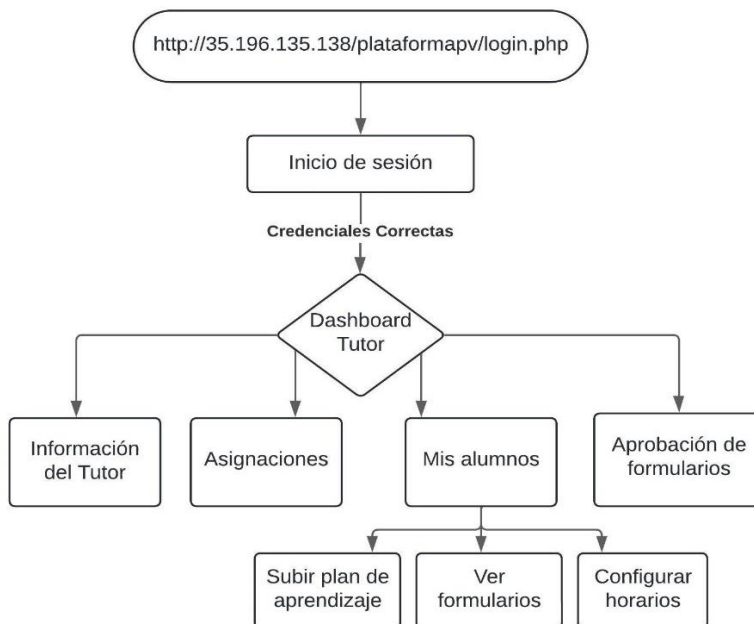 http://35.196.135.138/plataformapv/login.php
Inicio de sesión
Credenciales Correctas
Dashboard
Tutor
Información
del Tutor
Asignaciones
Mis alumnos
Aprobación de
formularios
Subir plan de
aprendizaje
Ver
formularios
Configurar
horarios